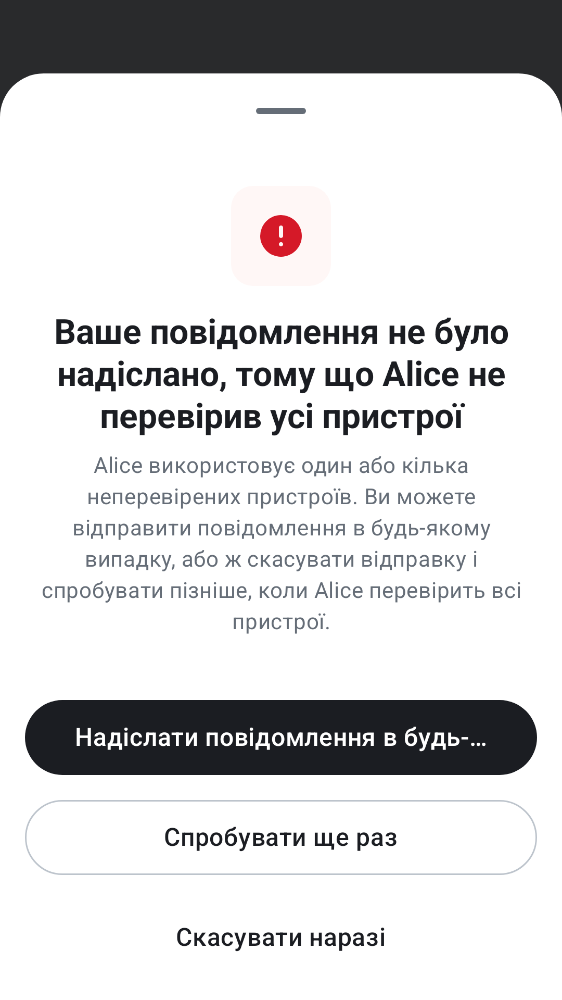 Ваше повідомлення не було
надіслано, тому що Alice не
перевірив усі пристрої
Alice використовує один або кілька
неперевірених пристроїв. Ви можете
відправити повідомлення в будь-якому
випадку, або ж скасувати відправку і
спробувати пізніше, коли Alice перевірить всі
пристрої.
Надіслати повідомлення в будь-...
Спробувати ще раз
Скасувати наразі